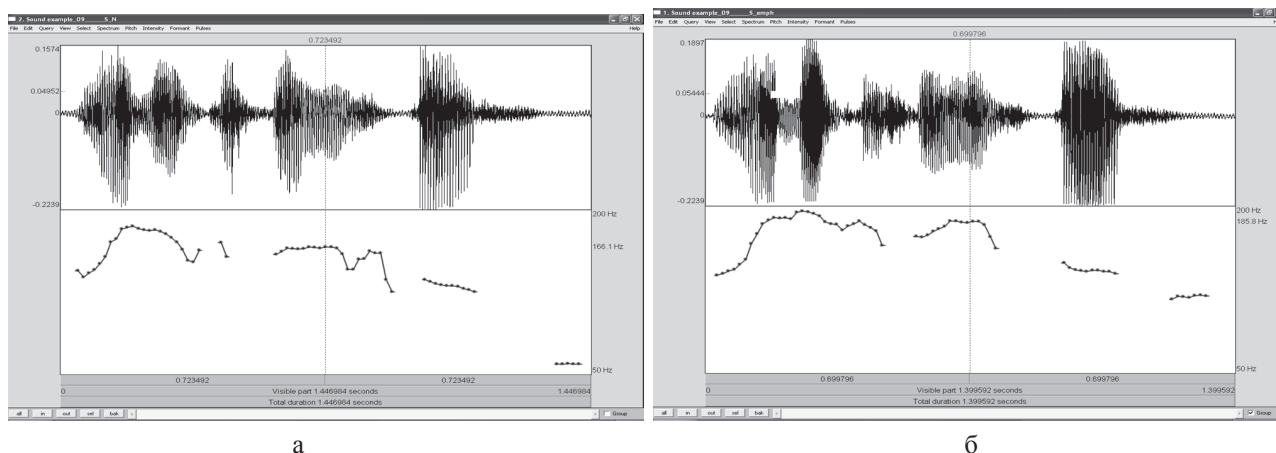 2. Sound example_09_____S_N
File Edit Query View Select Spectrum Pitch Intensity Formant Pulses Help
0.723492
0.1574
0.04952
0
-0.2239
200 Hz
166.1 Hz
50 Hz
0.723492 0.723492
0 Visible part 1.446984 seconds 1.446984
Total duration 1.446984 seconds
all in out sel bak Group
а
1. Sound example_09_____S_emph
File Edit Query View Select Spectrum Pitch Intensity Formant Pulses
0.699796
0.1897
0.05444
0
-0.2239
200 Hz
185.8 Hz
50 Hz
0.699796 0.699796
0 Visible part 1.399592 seconds 1.399592
Total duration 1.399592 seconds
all in out sel bak Group
б